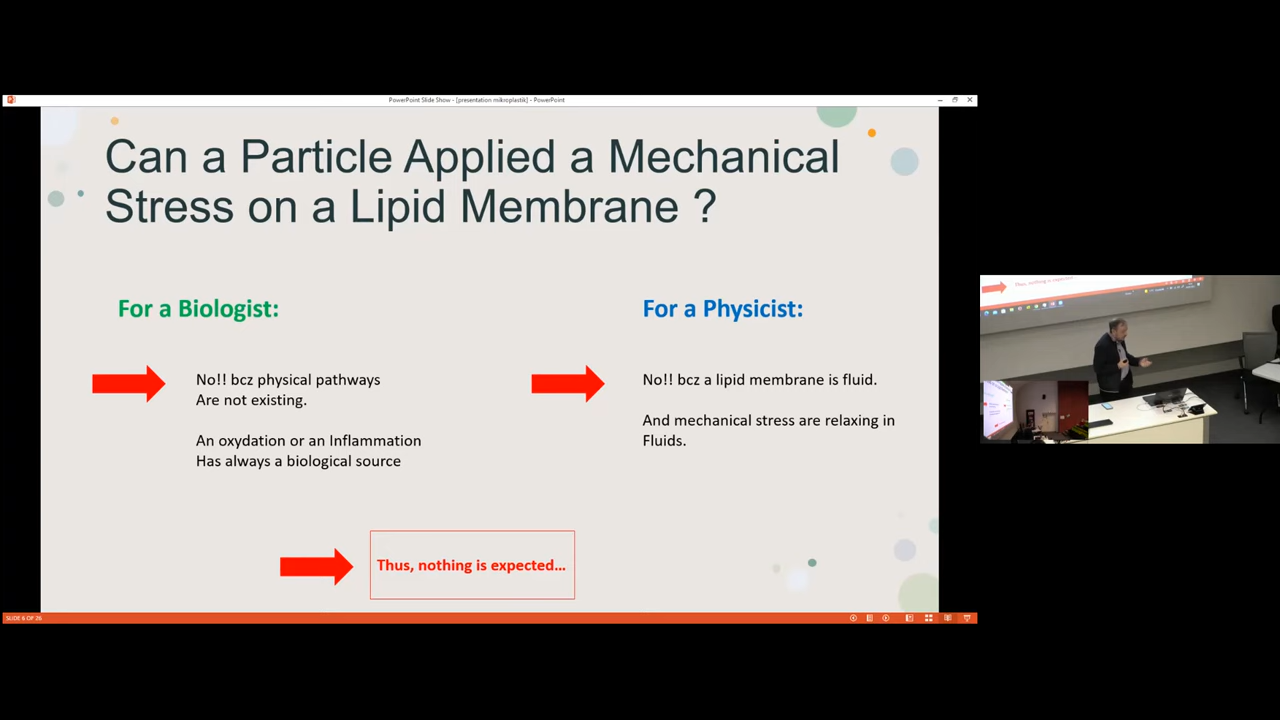 PowerPoint Slide Show - [presentation mikroplastik] - PowerPoint
Can a Particle Applied a Mechanical
Stress on a Lipid Membrane ?
For a Biologist:
No!! bcz physical pathways
Are not existing.
An oxydation or an Inflammation
Has always a biological source
For a Physicist:
No!! bcz a lipid membrane is fluid.
And mechanical stress are relaxing in
Fluids.
Thus, nothing is expected...
SLIDE 6 OF 26